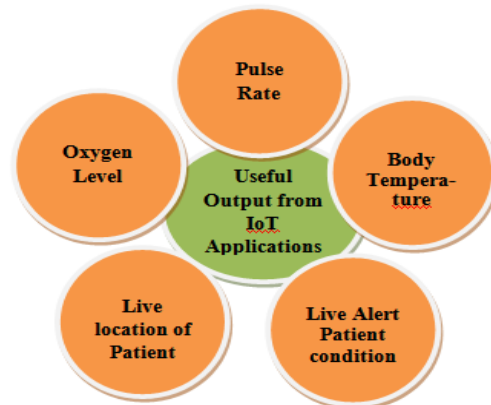 Pulse
Rate
Oxygen
Level
Useful
Output from
IoT
Applications
Body
Tempera-
ture
Live
location of
Patient
Live Alert
Patient
condition